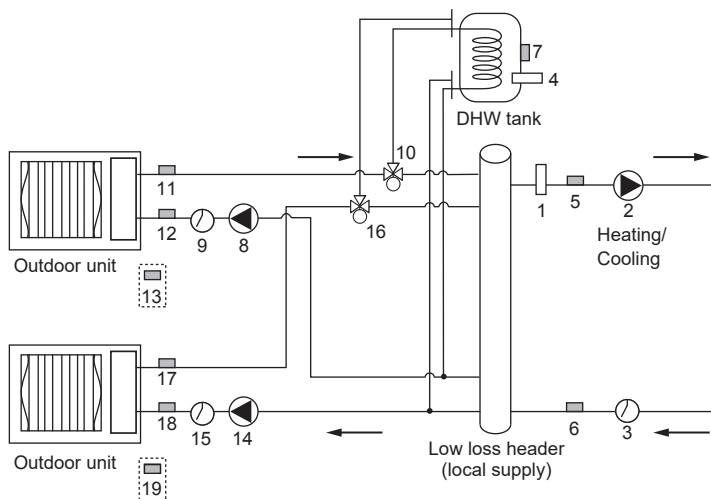 7
4
DHW tank
10
11
16
1
5
2
Heating/
Cooling
12
9
8
Outdoor unit
13
17
18
15
14
6
3
Low loss header
(local supply)
Outdoor unit
19